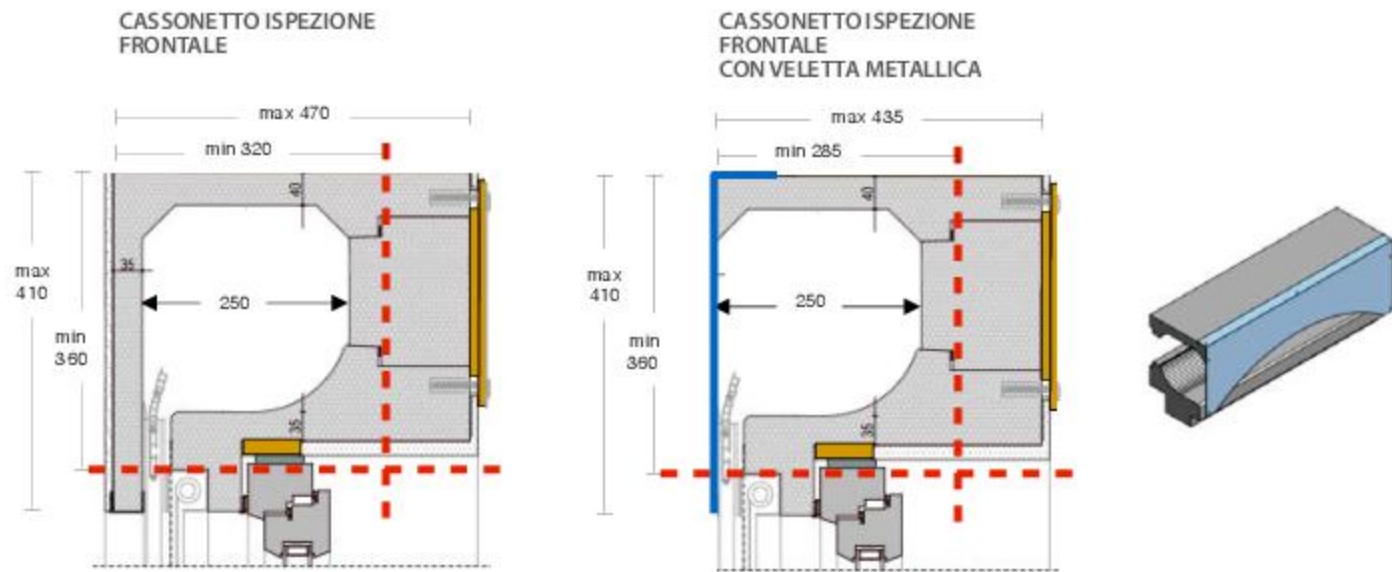 CASSONETTO ISPEZIONE
FRONTALE
max 470
min 320
40
35
max
410
250
min
360
35
CASSONETTO ISPEZIONE
FRONTALE
CON VELETTA METALLICA
max 435
min 285
40
max
410
250
min
360
35